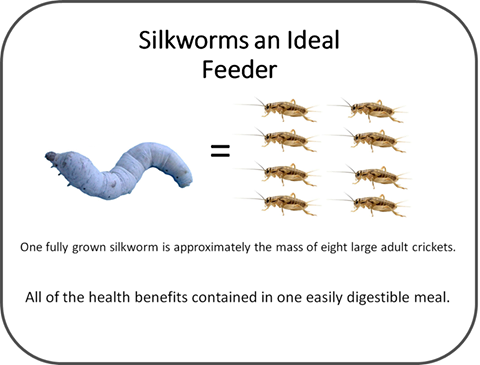 Silkworms an Ideal
Feeder
=
One fully grown silkworm is approximately the mass of eight large adult crickets.
All of the health benefits contained in one easily digestible meal.